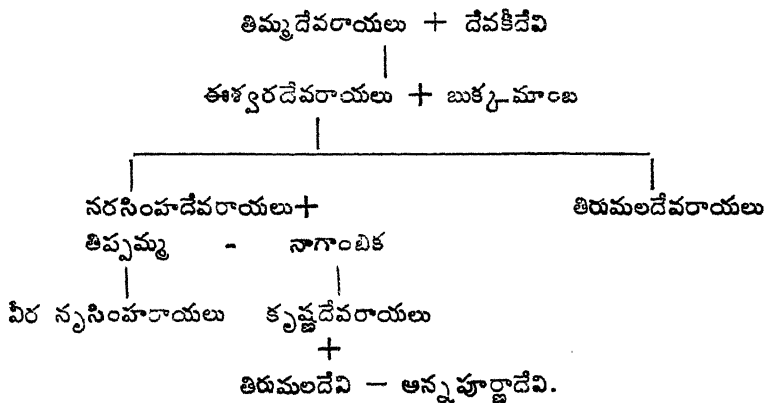 తిమ్మదేవరాయలు + దేవకీదేవి
ఈశ్వరదేవరాయలు + బుక్కమాంబ
నరసింహదేవరాయలు+ తిరుమలదేవరాయలు
తిప్పమ్మ - నాగాంబిక
వీర నృసింహరాయలు కృష్ణదేవరాయలు
+
తిరుమలదేవి — అన్నపూర్ణాదేవి.